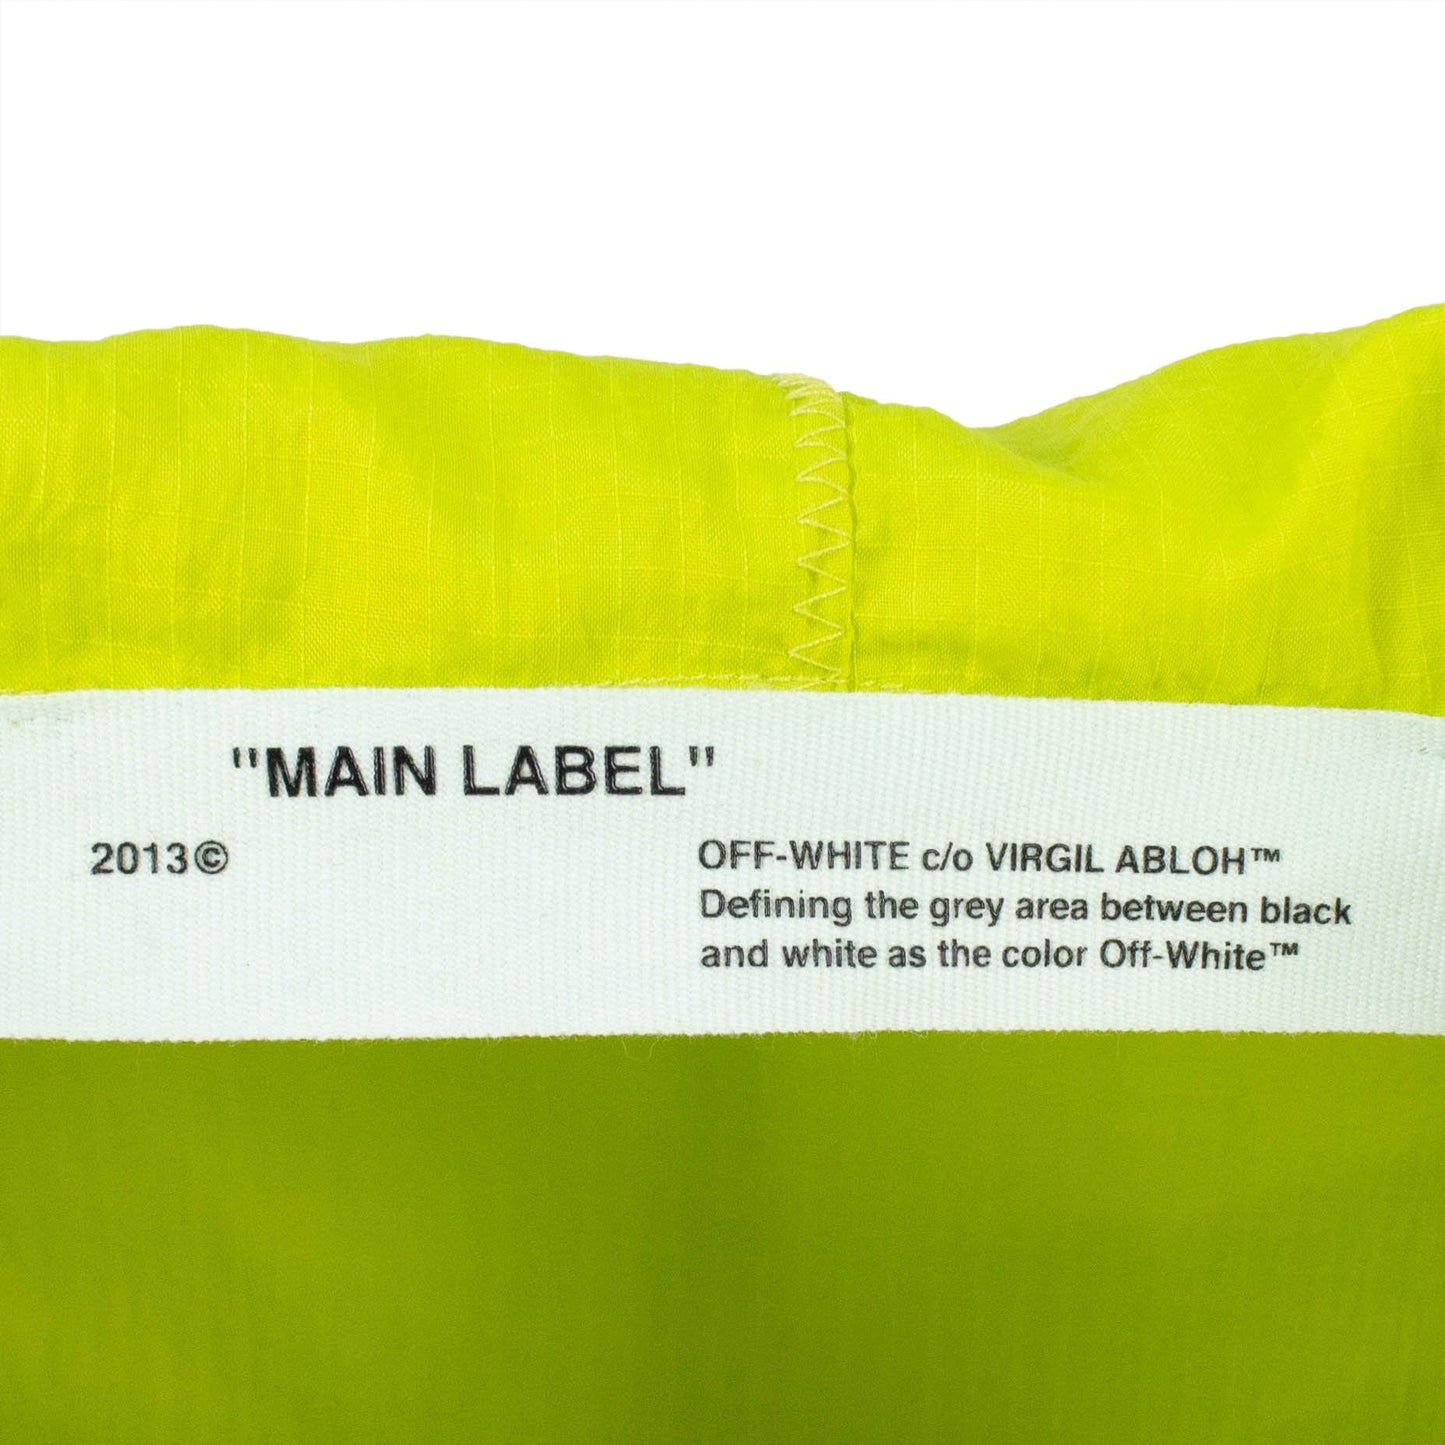 "MAIN LABEL"
2013©
OFF-WHITE c/o VIRGIL ABLOH™
Defining the grey area between black
and white as the color Off-White™